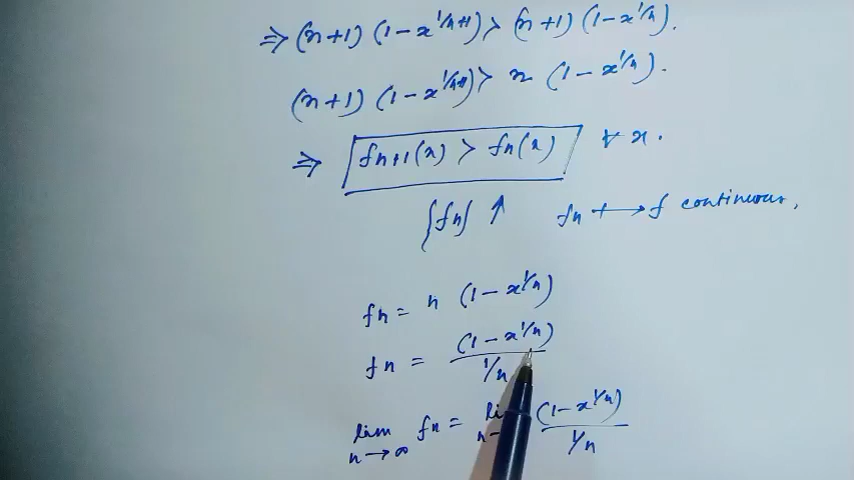 ⇒ (n+1) (1-x^{1/n+1}) > (n+1) (1-x^{1/n}).
(n+1) (1-x^{1/n+1}) > n (1-x^{1/n}).
⇒ fn+1(x) > fn(x) ∀ x.
{fn} ↑ fn ⟼ f continuous,
fn = n (1-x^{1/n})
fn = (1-x^{1/n}) / 1/n
lim n→∞ fn = (1-x^{1/n}) / 1/n